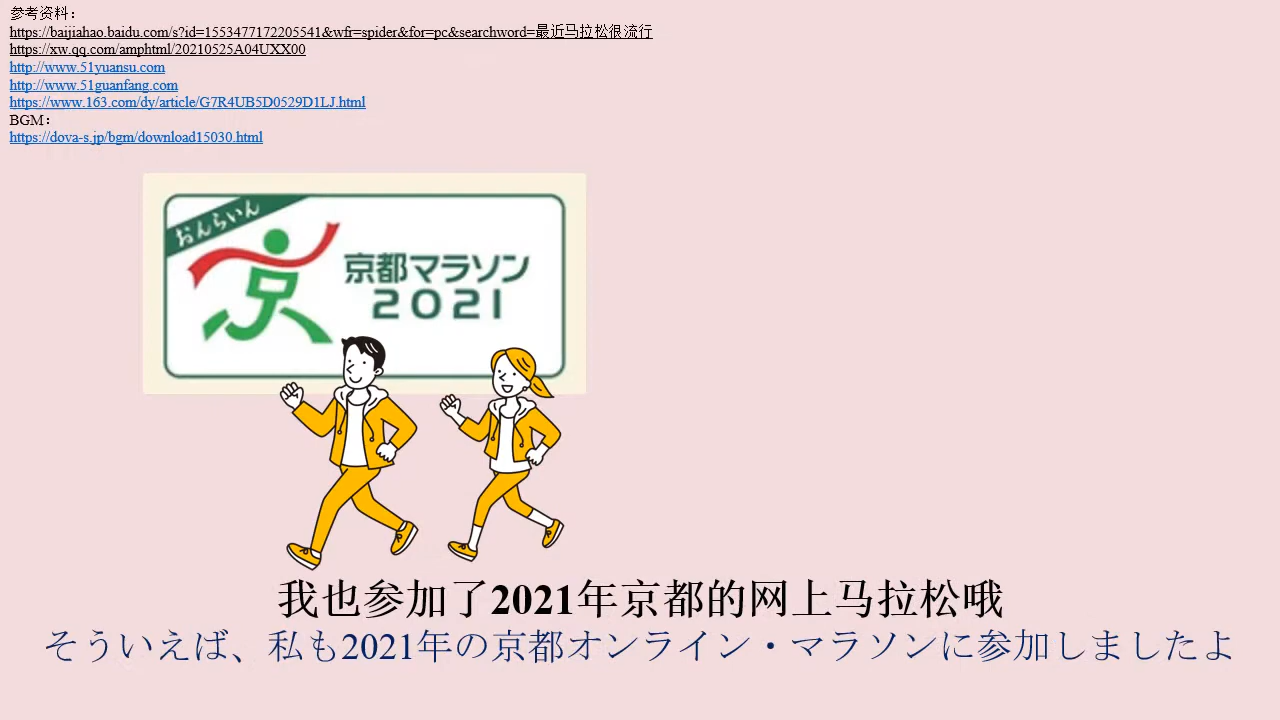 参考资料：
https://baijiahao.baidu.com/s?id=1553477172205541&wfr=spider&for=pc&searchword=最近马拉松很流行
https://xw.qq.com/amphtml/20210525A04UXX00
http://www.51yuansu.com
http://www.51guanfang.com
https://www.163.com/dy/article/G7R4UB5D0529D1LJ.html
BGM：
https://dova-s.jp/bgm/download15030.html
おんらいん
京
京都マラソン
2021
我也参加了2021年京都的网上马拉松哦
そういえば、私も2021年の京都オンライン・マラソンに参加しましたよ